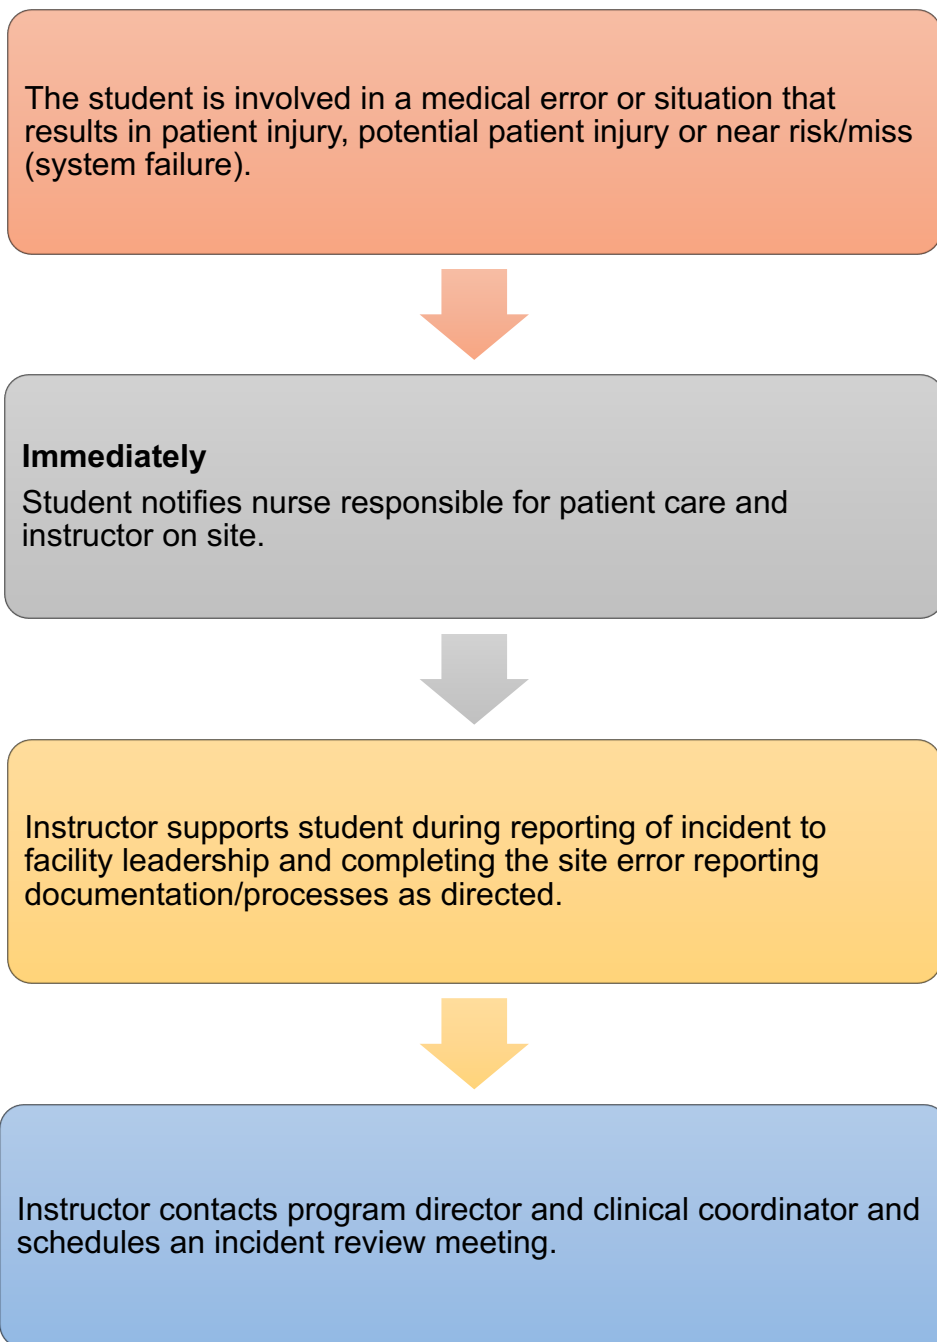 The student is involved in a medical error or situation that
results in patient injury, potential patient injury or near risk/miss
(system failure).
Immediately
Student notifies nurse responsible for patient care and
instructor on site.
Instructor supports student during reporting of incident to
facility leadership and completing the site error reporting
documentation/processes as directed.
Instructor contacts program director and clinical coordinator and
schedules an incident review meeting.